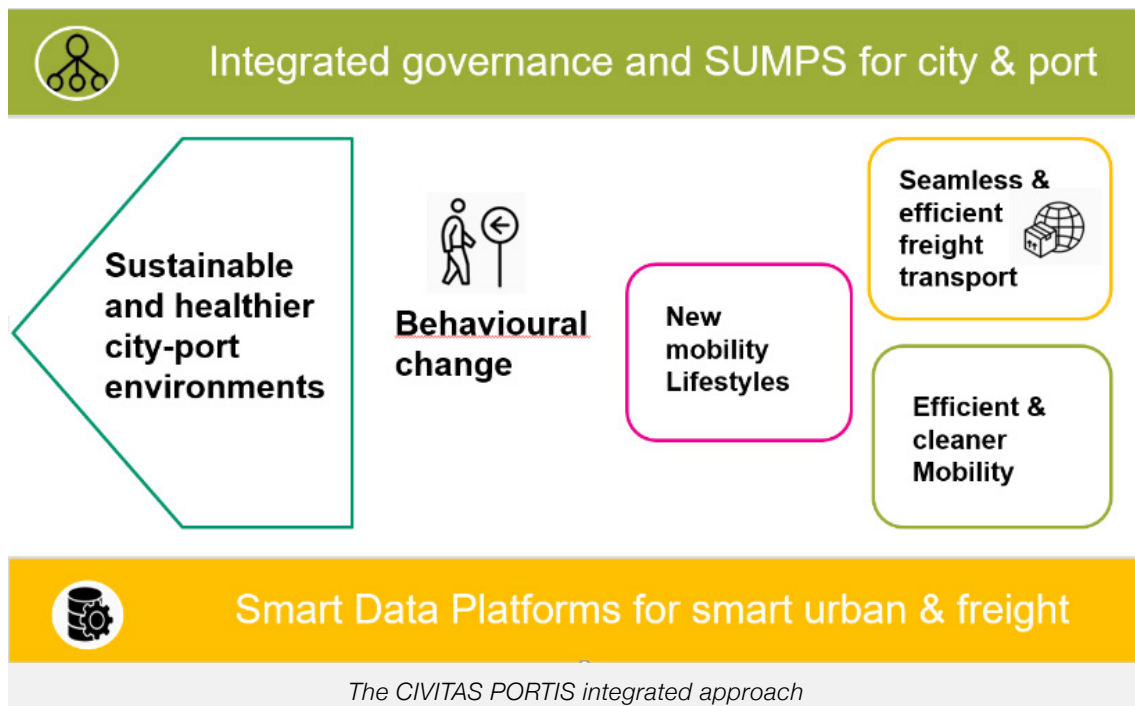 Integrated governance and SUMPS for city & port
Sustainable
and healthier
city-port
environments
Behavioural
change
New
mobility
Lifestyles
Seamless &
efficient
freight
transport
Efficient &
cleaner
Mobility
Smart Data Platforms for smart urban & freight
The CIVITAS PORTIS integrated approach